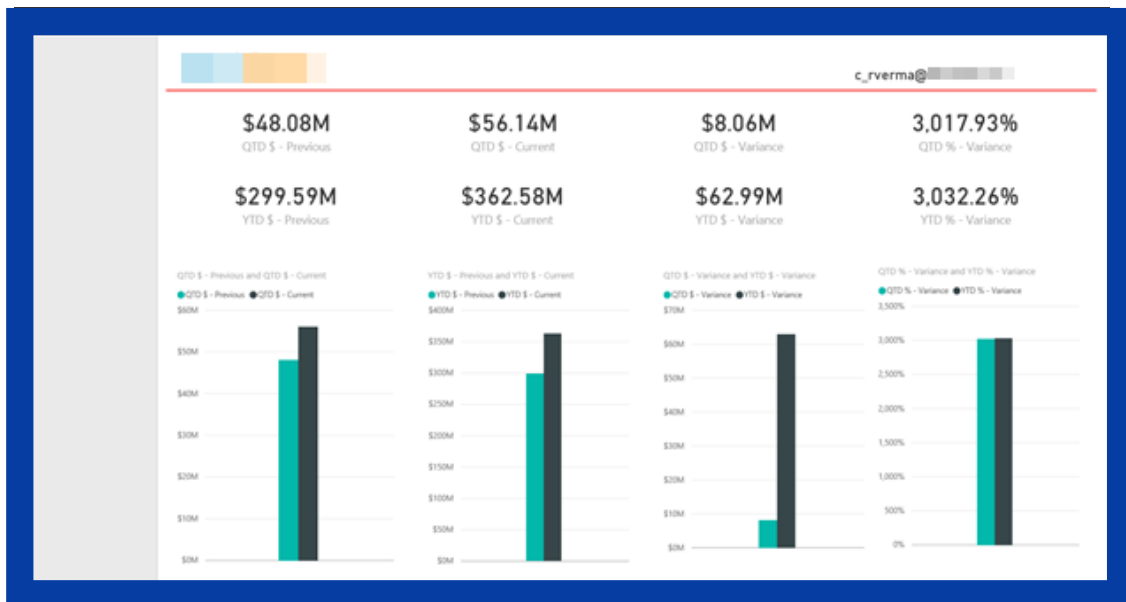 c_rverma@
$48.08M $56.14M $8.06M 3,017.93%
QTD $ - Previous QTD $ - Current QTD $ - Variance QTD % - Variance
$299.59M $362.58M $62.99M 3,032.26%
YTD $ - Previous YTD $ - Current YTD $ - Variance YTD % - Variance
QTD $ - Previous and QTD $ - Current
QTD $ - Previous QTD $ - Current
$60M
$50M
$40M
$30M
$20M
$10M
$0M
YTD $ - Previous and YTD $ - Current
YTD $ - Previous YTD $ - Current
$400M
$350M
$300M
$250M
$200M
$150M
$100M
$50M
$0M
QTD $ - Variance and YTD $ - Variance
QTD $ - Variance YTD $ - Variance
$70M
$60M
$50M
$40M
$30M
$20M
$10M
$0M
QTD % - Variance and YTD % - Variance
QTD % - Variance YTD % - Variance
3,500%
3,000%
2,500%
2,000%
1,500%
1,000%
500%
0%